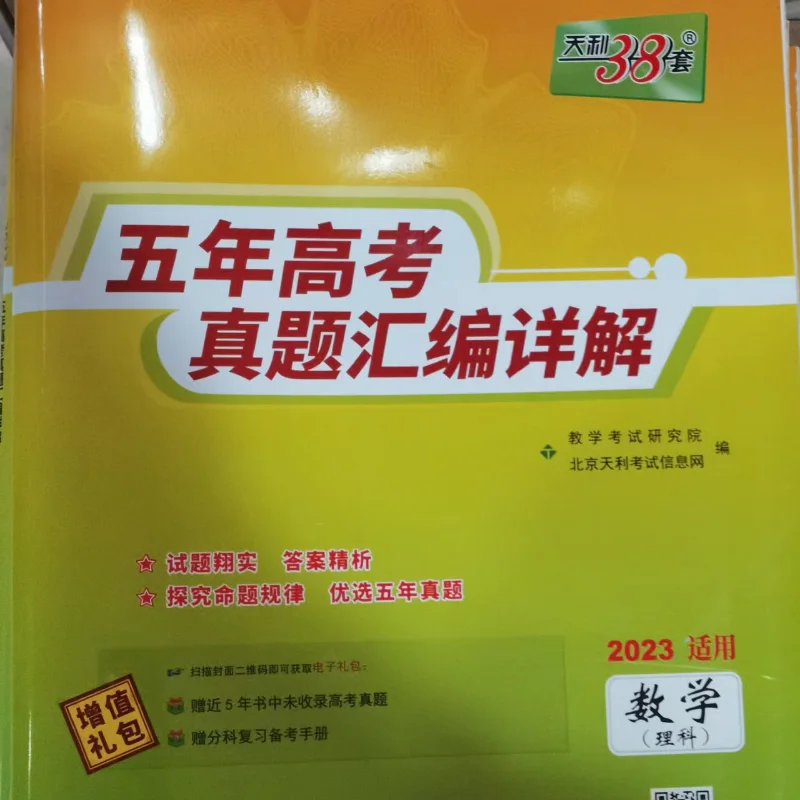 天利38套®
五年高考
真题汇编详解
教学考试研究院
北京天利考试信息网
编
试题翔实 答案精析
探究命题规律 优选五年真题
扫描封面二维码即可获取电子礼包：
赠近5年书中未收录高考真题
赠分科复习备考手册
增值
礼包
2023 适用
数学
（理科）